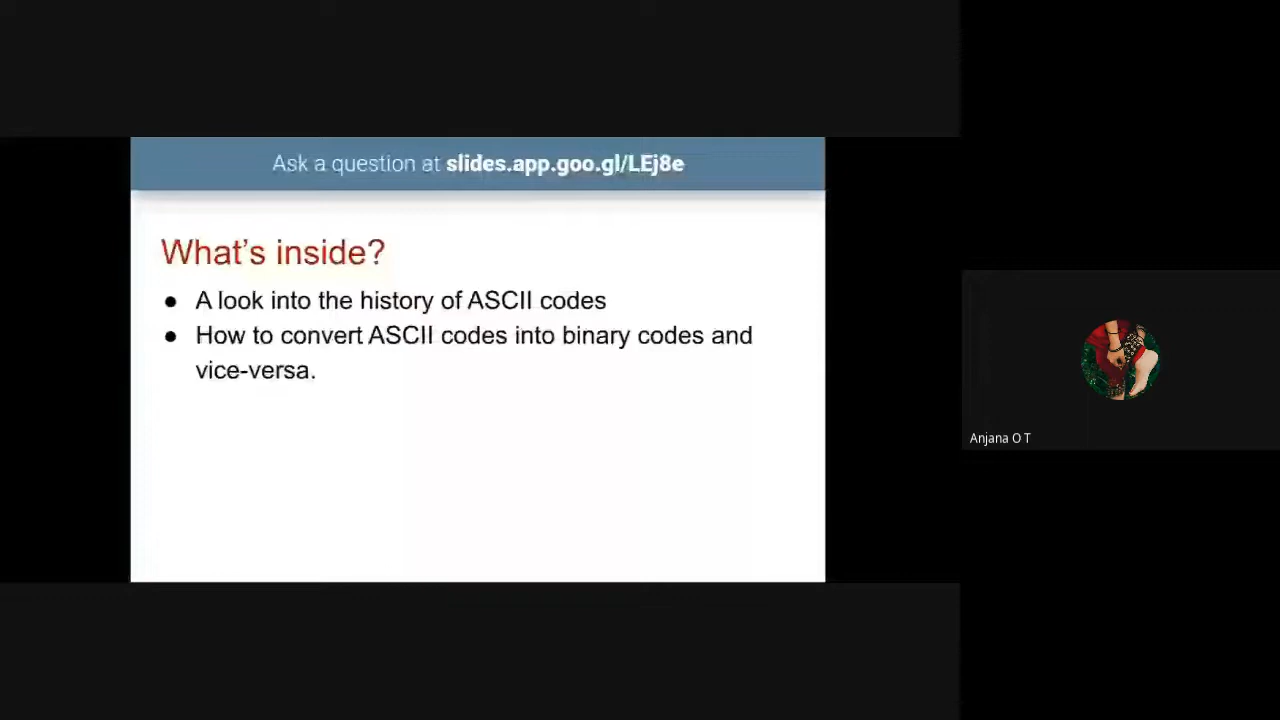 Ask a question at slides.app.goo.gl/LEj8e
What's inside?
● A look into the history of ASCII codes
● How to convert ASCII codes into binary codes and
vice-versa.
Anjana O T